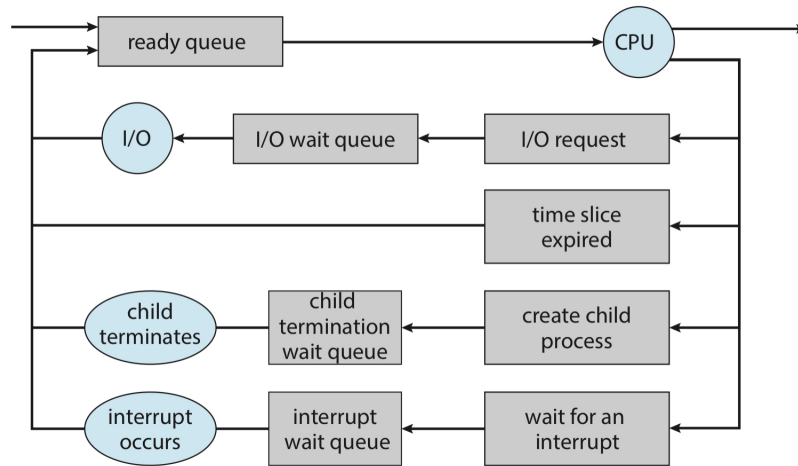 ready queue
CPU
I/O
I/O wait queue
I/O request
time slice
expired
child
terminates
child
termination
wait queue
create child
process
interrupt
occurs
interrupt
wait queue
wait for an
interrupt